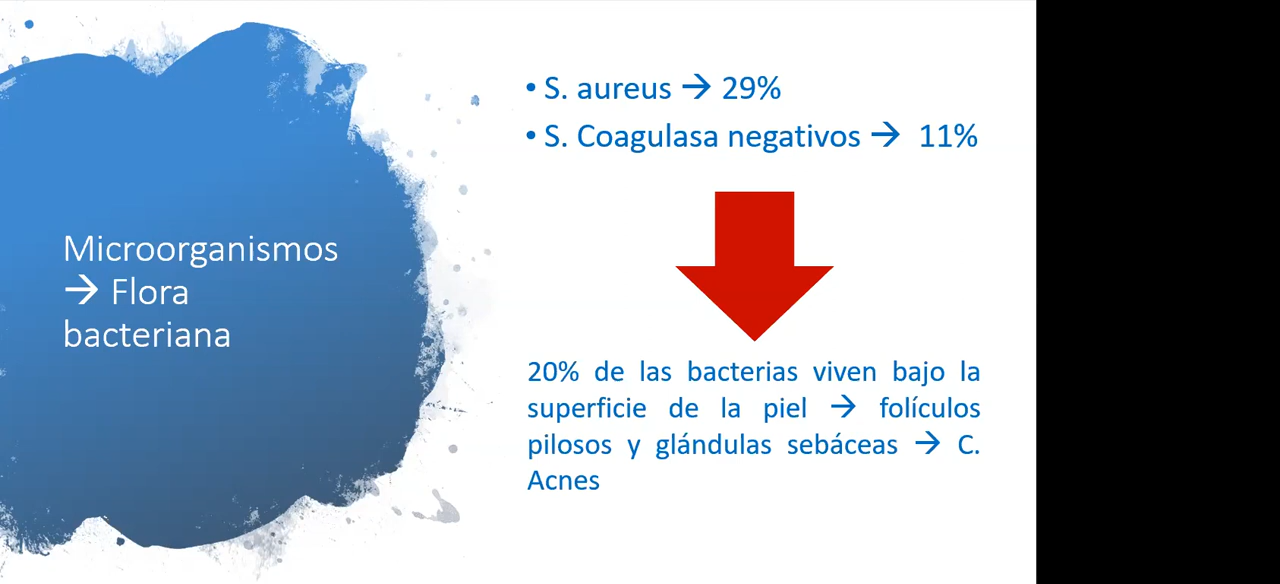 Microorganismos
→ Flora
bacteriana
• S. aureus → 29%
• S. Coagulasa negativos → 11%
20% de las bacterias viven bajo la
superficie de la piel → folículos
pilosos y glándulas sebáceas → C.
Acnes